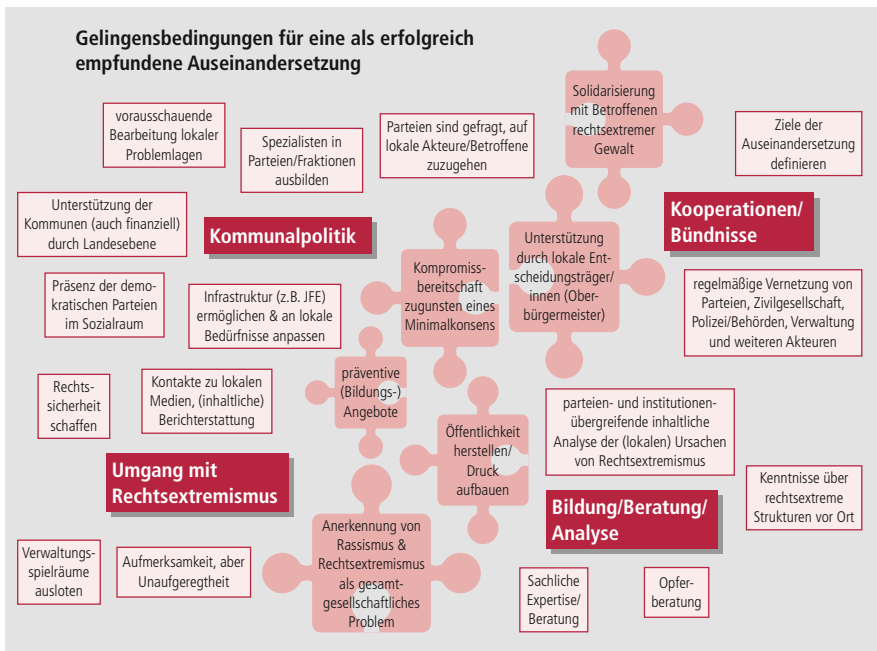 Gelingensbedingungen für eine als erfolgreich
empfundene Auseinandersetzung
vorausschauende
Bearbeitung lokaler
Problemlagen
Spezialisten in
Parteien/Fraktionen
ausbilden
Parteien sind gefragt, auf
lokale Akteure/Betroffene
zuzugehen
Solidarisierung
mit Betroffenen
rechtsextremer
Gewalt
Ziele der
Auseinandersetzung
definieren
Unterstützung der
Kommunen (auch finanziell)
durch Landesebene
Kommunalpolitik
Kompromiss-
bereitschaft
zugunsten eines
Minimalkonsens
Unterstützung
durch lokale Ent-
scheidungsträger/
innen (Ober-
bürgermeister)
Kooperationen/
Bündnisse
Präsenz der demo-
kratischen Parteien
im Sozialraum
Infrastruktur (z.B. JFE)
ermöglichen & an lokale
Bedürfnisse anpassen
regelmäßige Vernetzung von
Parteien, Zivilgesellschaft,
Polizei/Behörden, Verwaltung
und weiteren Akteuren
Rechts-
sicherheit
schaffen
Kontakte zu lokalen
Medien, (inhaltliche)
Berichterstattung
präventive
(Bildungs-)
Angebote
Öffentlichkeit
herstellen/
Druck
aufbauen
parteien- und institutionen-
übergreifende inhaltliche
Analyse der (lokalen) Ursachen
von Rechtsextremismus
Umgang mit
Rechtsextremismus
Bildung/Beratung/
Analyse
Kenntnisse über
rechtsextreme
Strukturen vor Ort
Verwaltungs-
spielräume
ausloten
Aufmerksamkeit, aber
Unaufgeregtheit
Anerkennung von
Rassismus &
Rechtsextremismus
als gesamt-
gesellschaftliches
Problem
Sachliche
Expertise/
Beratung
Opfer-
beratung